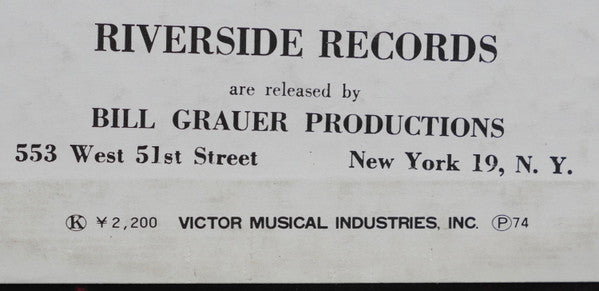 RIVERSIDE RECORDS
are released by
BILL GRAUER PRODUCTIONS
553 West 51st Street New York 19, N. Y.
Ⓚ ¥2,200 VICTOR MUSICAL INDUSTRIES, INC. Ⓟ74